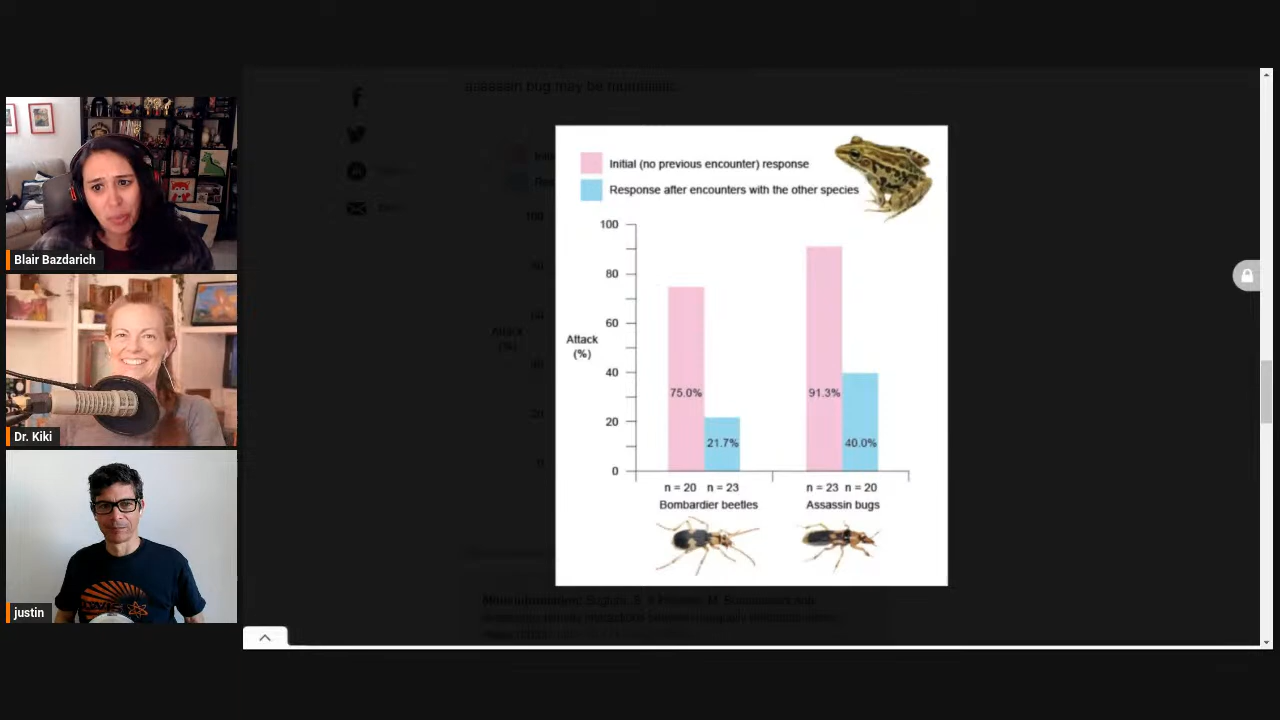 assassin bug may be mutualistic.
Initial (no previous encounter) response
Response after encounters with the other species
100
80
60
Attack
(%)
40
20
0
75.0%
21.7%
91.3%
40.0%
n = 20 n = 23
n = 23 n = 20
Bombardier beetles
Assassin bugs
Blair Bazdarich
Dr. Kiki
justin